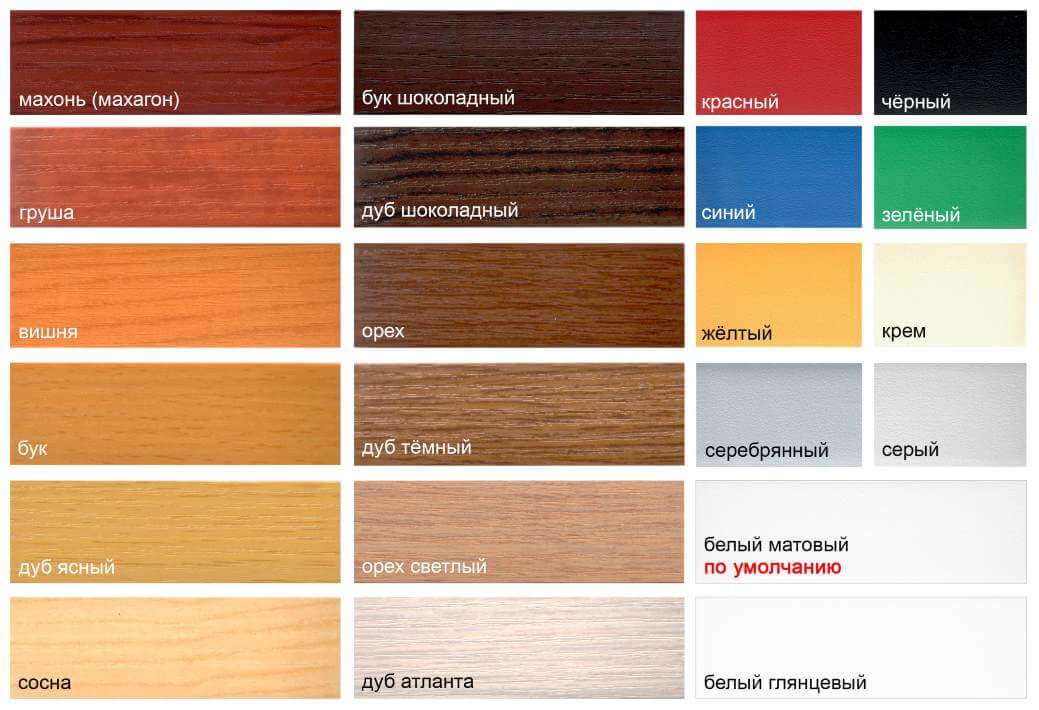 махонь (махагон)
бук шоколадный
красный
чёрный
груша
дуб шоколадный
синий
зелёный
вишня
орех
жёлтый
крем
бук
дуб тёмный
серебрянный
серый
дуб ясный
орех светлый
белый матовый
по умолчанию
сосна
дуб атланта
белый глянцевый